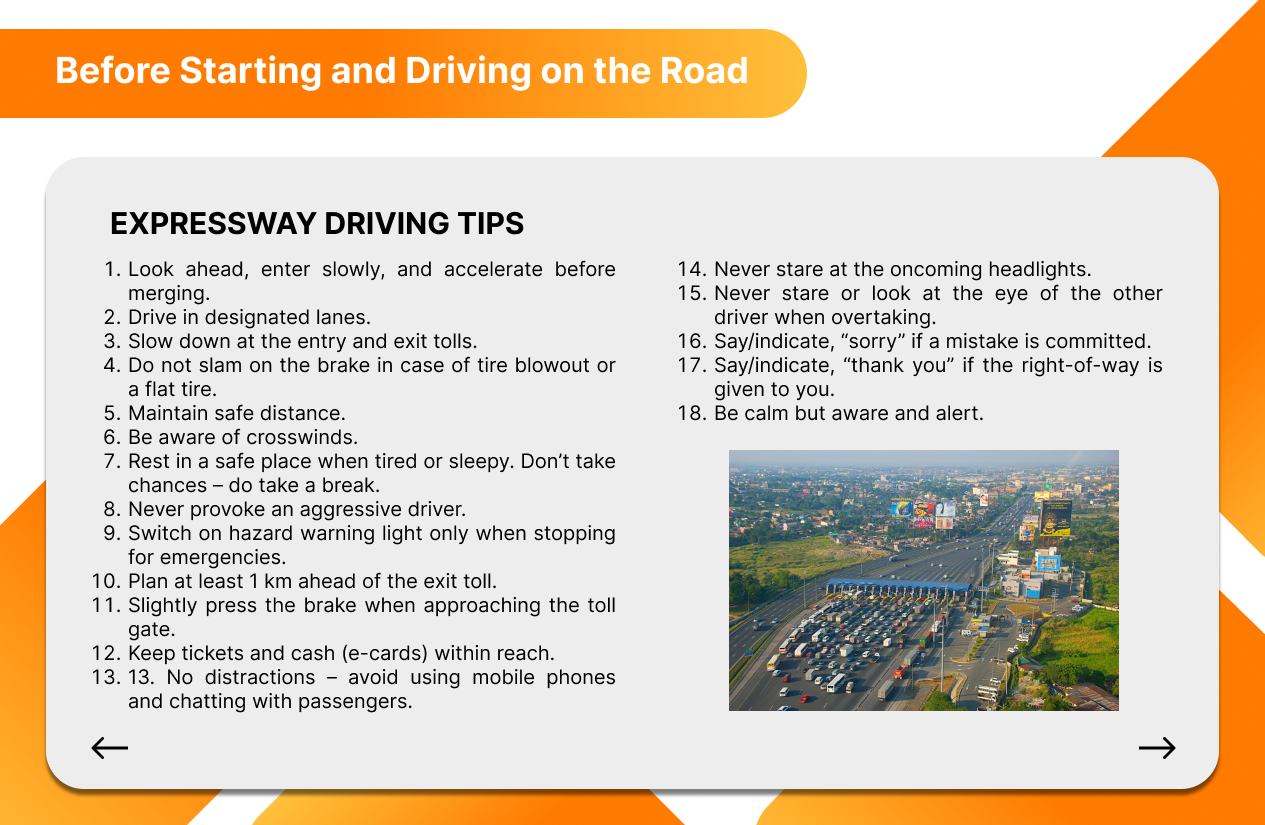 Before Starting and Driving on the Road
EXPRESSWAY DRIVING TIPS
1. Look ahead, enter slowly, and accelerate before
merging.
2. Drive in designated lanes.
3. Slow down at the entry and exit tolls.
4. Do not slam on the brake in case of tire blowout or
a flat tire.
5. Maintain safe distance.
6. Be aware of crosswinds.
7. Rest in a safe place when tired or sleepy. Don’t take
chances – do take a break.
8. Never provoke an aggressive driver.
9. Switch on hazard warning light only when stopping
for emergencies.
10. Plan at least 1 km ahead of the exit toll.
11. Slightly press the brake when approaching the toll
gate.
12. Keep tickets and cash (e-cards) within reach.
13. 13. No distractions – avoid using mobile phones
and chatting with passengers.
14. Never stare at the oncoming headlights.
15. Never stare or look at the eye of the other
driver when overtaking.
16. Say/indicate, “sorry” if a mistake is committed.
17. Say/indicate, “thank you” if the right-of-way is
given to you.
18. Be calm but aware and alert.